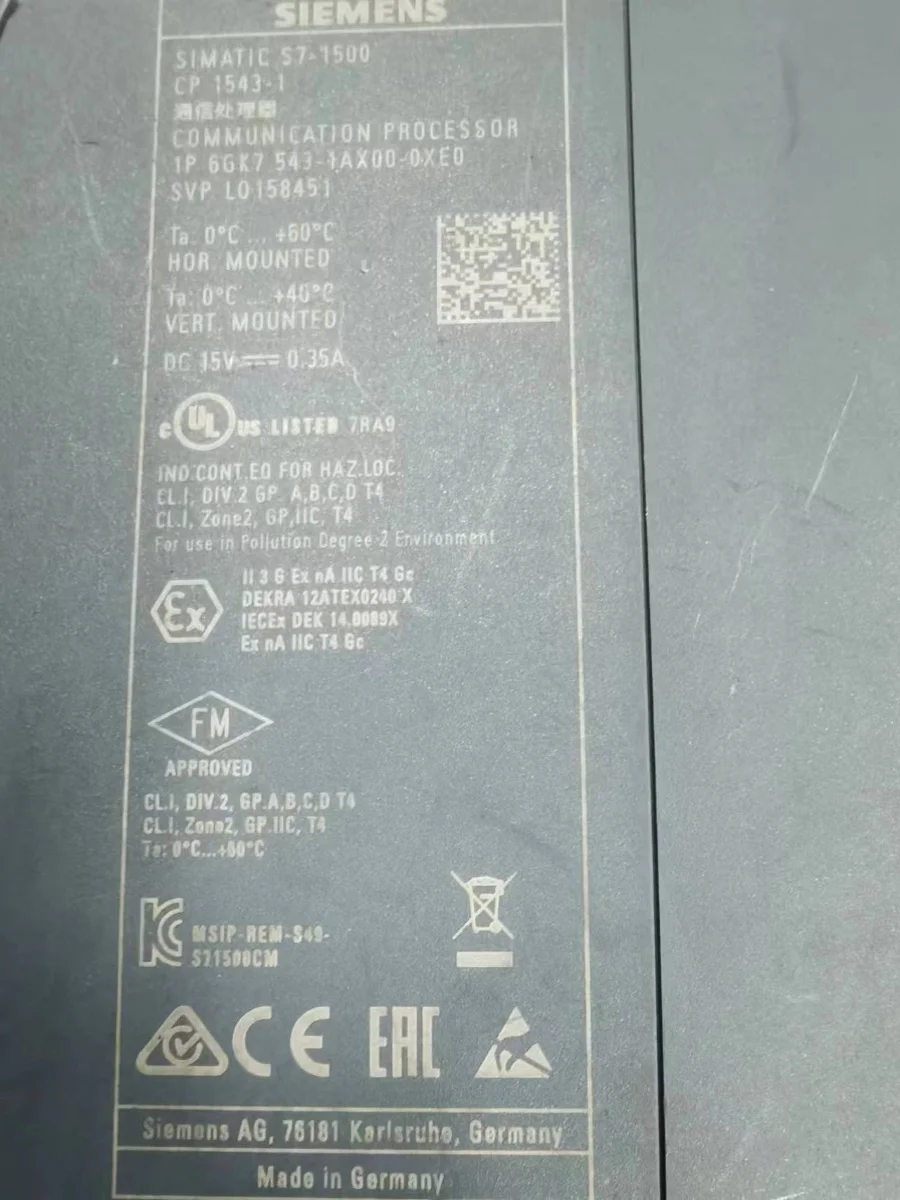 SIEMENS
SIMATIC S7-1500
CP 1543-1
通信处理器
COMMUNICATION PROCESSOR
1P 6GK7 543-1AX00-0XE0
SVP L0158451
Ta: 0°C ... +60°C
HOR. MOUNTED
Ta: 0°C ... +40°C
VERT. MOUNTED
DC 15V 0.35A
c UL US LISTED 7RA9
IND.CONT.EQ FOR HAZ.LOC.
CL.I, DIV.2 GP. A,B,C,D T4
CL.I, Zone2, GP,IIC, T4
For use in Pollution Degree 2 Environment
Ex
II 3 G Ex nA IIC T4 Gc
DEKRA 12ATEX0240 X
IECEx DEK 14.0089X
Ex nA IIC T4 Gc
FM
APPROVED
CL.I, DIV.2, GP.A,B,C,D T4
CL.I, Zone2, GP.IIC, T4
Ta: 0°C...+60°C
KC
MSIP-REM-S49-
S71500CM
CE EAC
Siemens AG, 76181 Karlsruhe, Germany
Made in Germany